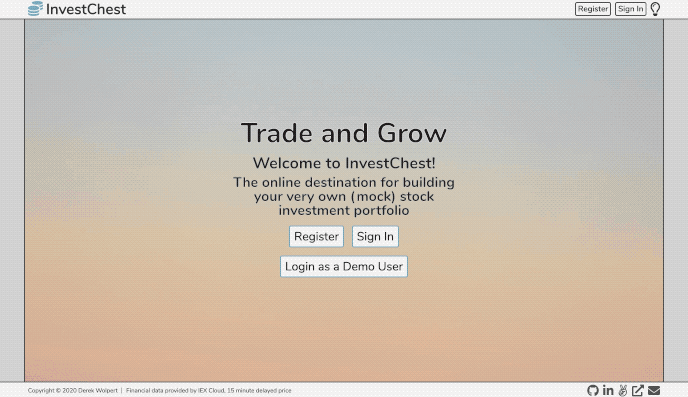 InvestChest
Register Sign In
Trade and Grow
Welcome to InvestChest!
The online destination for building
your very own (mock) stock
investment portfolio
Register Sign In
Login as a Demo User
Copyright © 2020 Derek Wolpert | Financial data provided by IEX Cloud, 15 minute delayed price